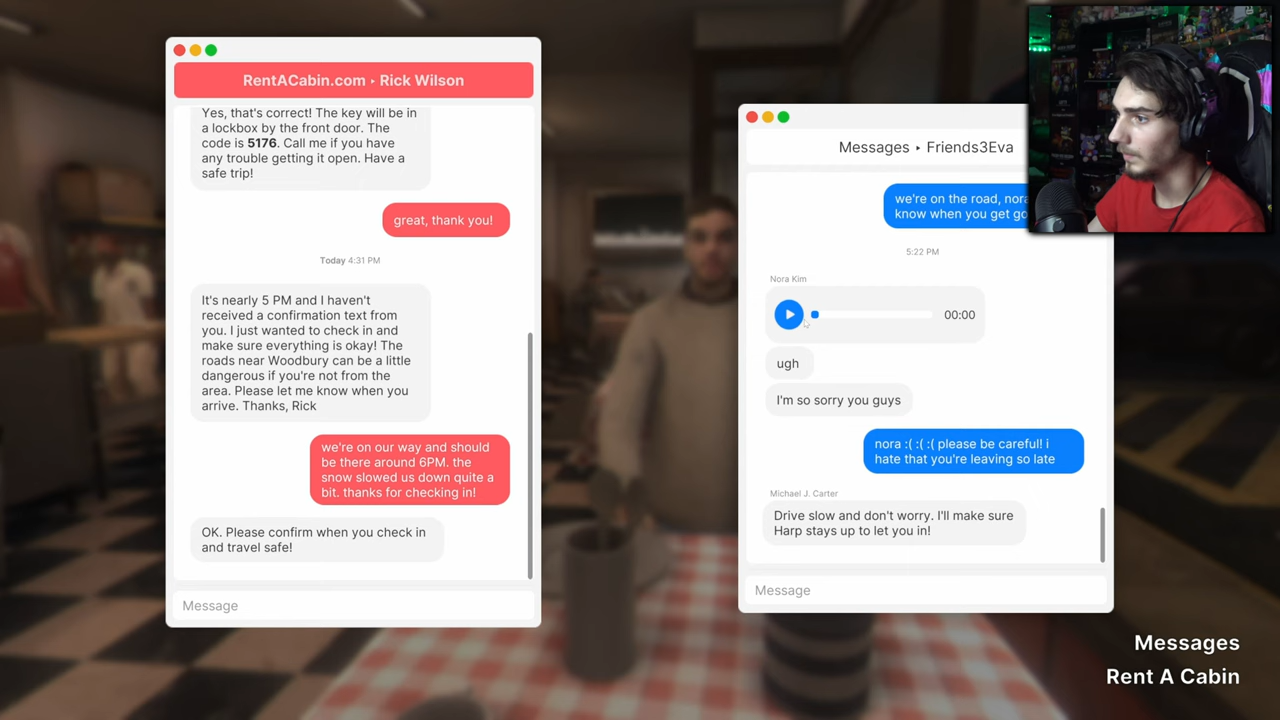 RentACabin.com ‣ Rick Wilson
Yes, that's correct! The key will be in
a lockbox by the front door. The
code is 5176. Call me if you have
any trouble getting it open. Have a
safe trip!
great, thank you!
Today 4:31 PM
It's nearly 5 PM and I haven't
received a confirmation text from
you. I just wanted to check in and
make sure everything is okay! The
roads near Woodbury can be a little
dangerous if you're not from the
area. Please let me know when you
arrive. Thanks, Rick
we're on our way and should
be there around 6PM. the
snow slowed us down quite a
bit. thanks for checking in!
OK. Please confirm when you check in
and travel safe!
Message
Messages ‣ Friends3Eva
we're on the road, nora
know when you get go
5:22 PM
Nora Kim
00:00
ugh
I'm so sorry you guys
nora :( :( :( please be careful! i
hate that you're leaving so late
Michael J. Carter
Drive slow and don't worry. I'll make sure
Harp stays up to let you in!
Message
Messages
Rent A Cabin